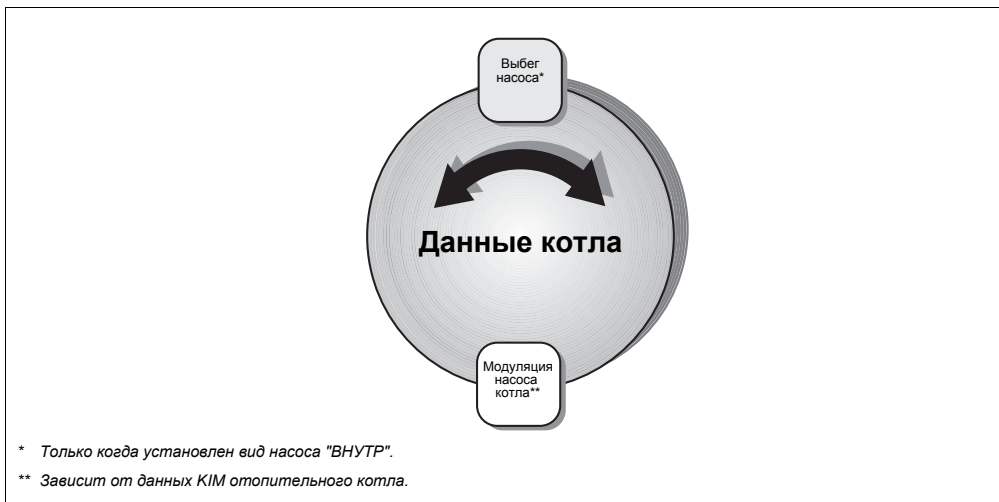 Выбег
насоса*
Данные котла
Модуляция
насоса
котла**
* Только когда установлен вид насоса "ВНУТР".
** Зависит от данных KIM отопительного котла.